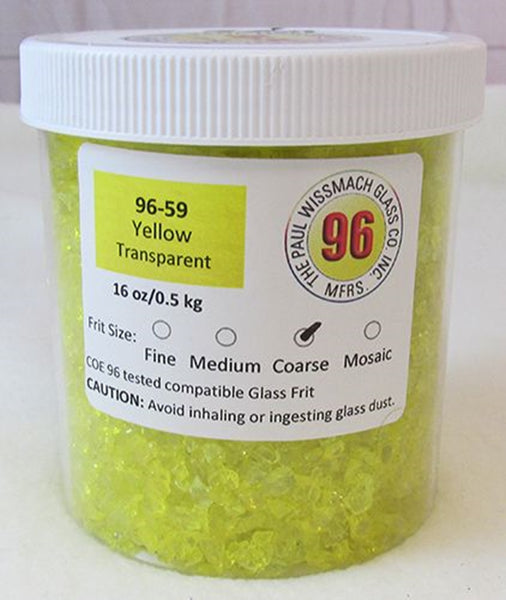 96-59
Yellow
Transparent
THE PAUL WISSMACH GLASS CO. INC.
96
MFRS.
16 oz/0.5 kg
Frit Size:
Fine Medium Coarse Mosaic
COE 96 tested compatible Glass Frit
CAUTION: Avoid inhaling or ingesting glass dust.